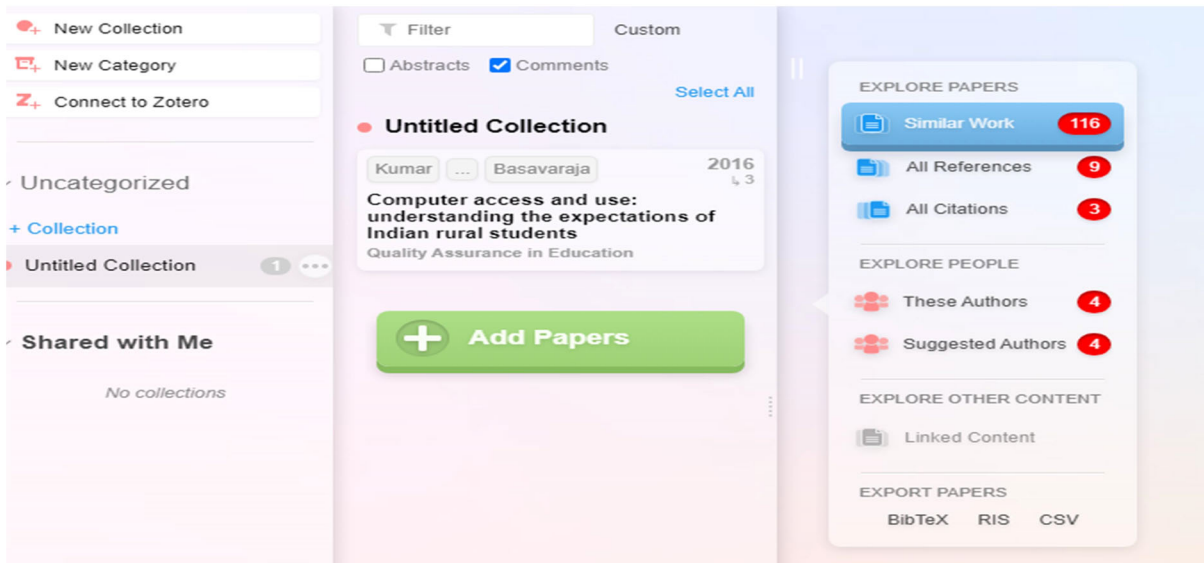 New Collection
New Category
Z+ Connect to Zotero
Uncategorized
+ Collection
Untitled Collection 1 ...
Shared with Me
No collections
Filter Custom
Abstracts Comments
Select All
Untitled Collection
Kumar ... Basavaraja 2016
↳ 3
Computer access and use:
understanding the expectations of
Indian rural students
Quality Assurance in Education
Add Papers
EXPLORE PAPERS
Similar Work 116
All References 9
All Citations 3
EXPLORE PEOPLE
These Authors 4
Suggested Authors 4
EXPLORE OTHER CONTENT
Linked Content
EXPORT PAPERS
BibTeX RIS CSV